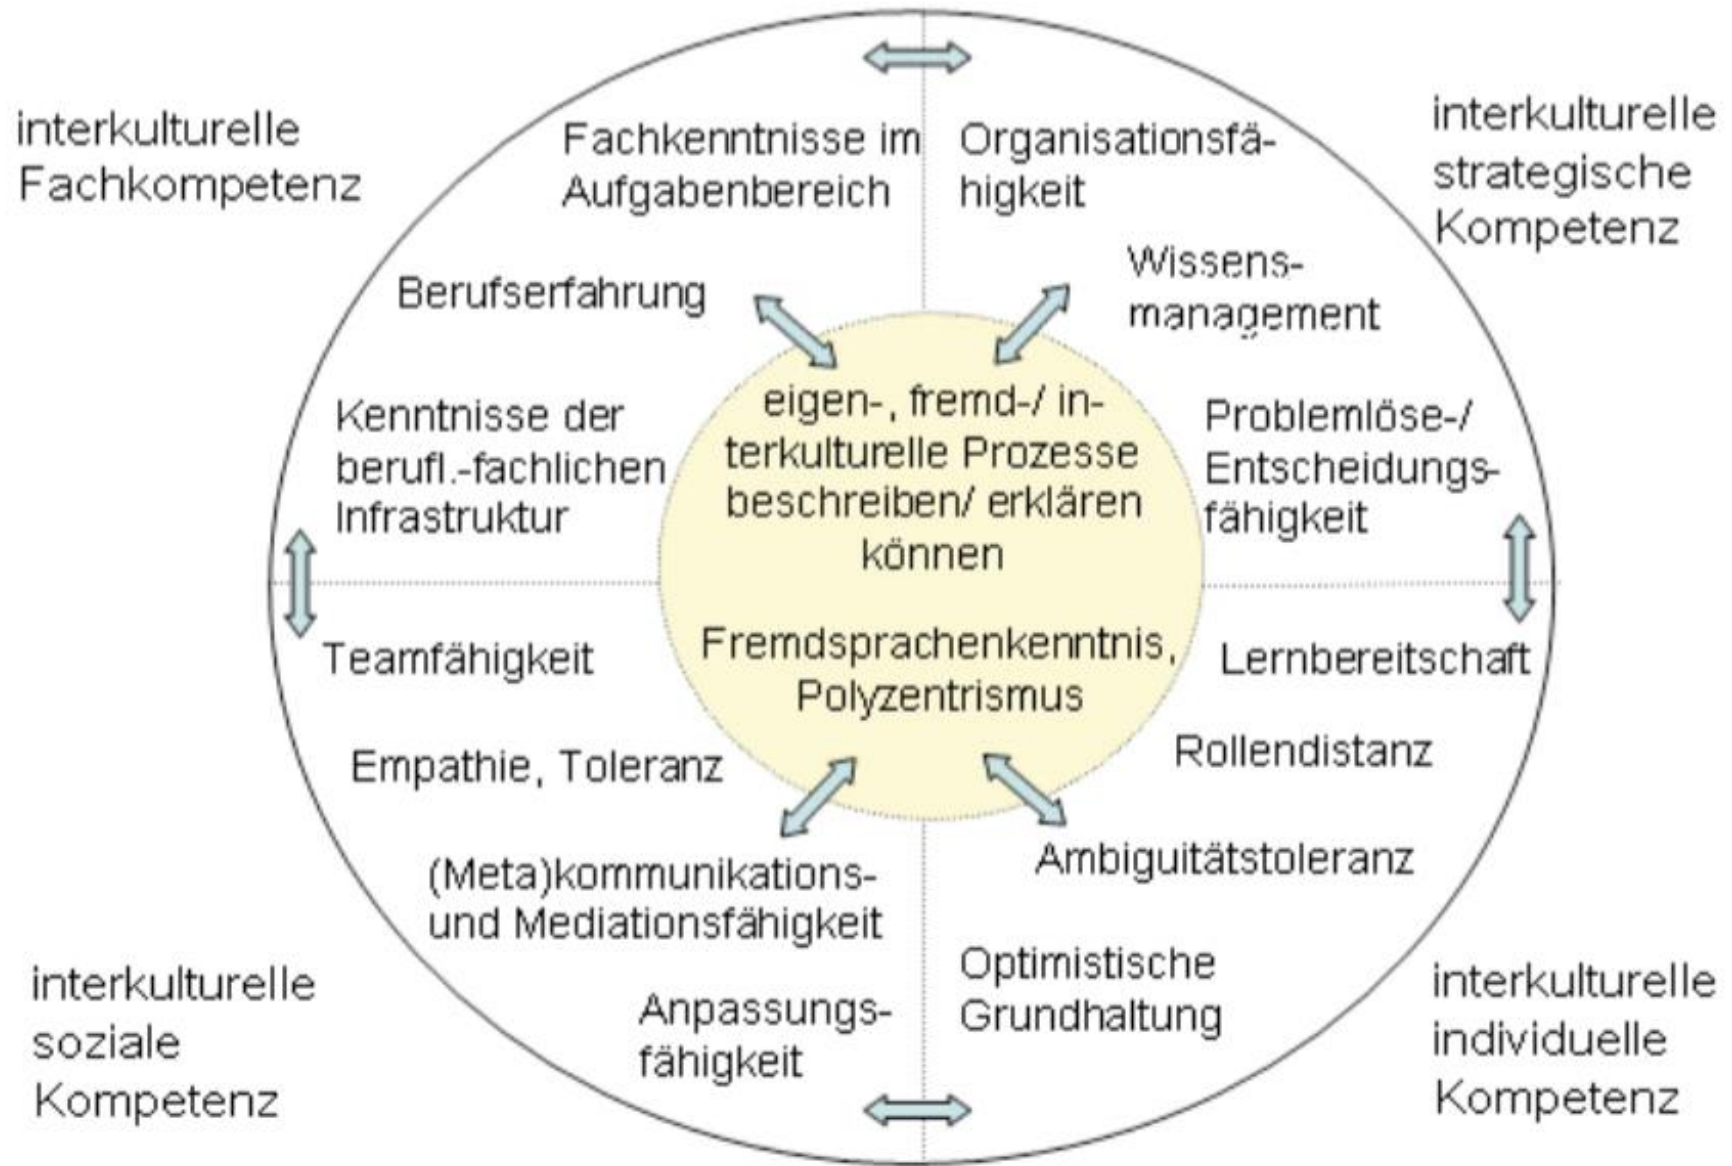 interkulturelle
Fachkompetenz
Fachkenntnisse im
Aufgabenbereich
Berufserfahrung
Kenntnisse der
berufl.-fachlichen
Infrastruktur
Organisationsfä-
higkeit
Wissens-
management
Problemlöse-/
Entscheidungs-
fähigkeit
interkulturelle
strategische
Kompetenz
eigen-, fremd-/ in-
terkulturelle Prozesse
beschreiben/ erklären
können
Fremdsprachenkenntnis,
Polyzentrismus
Teamfähigkeit
Empathie, Toleranz
(Meta)kommunikations-
und Mediationsfähigkeit
Anpassungs-
fähigkeit
interkulturelle
soziale
Kompetenz
Lernbereitschaft
Rollendistanz
Ambiguitätstoleranz
Optimistische
Grundhaltung
interkulturelle
individuelle
Kompetenz